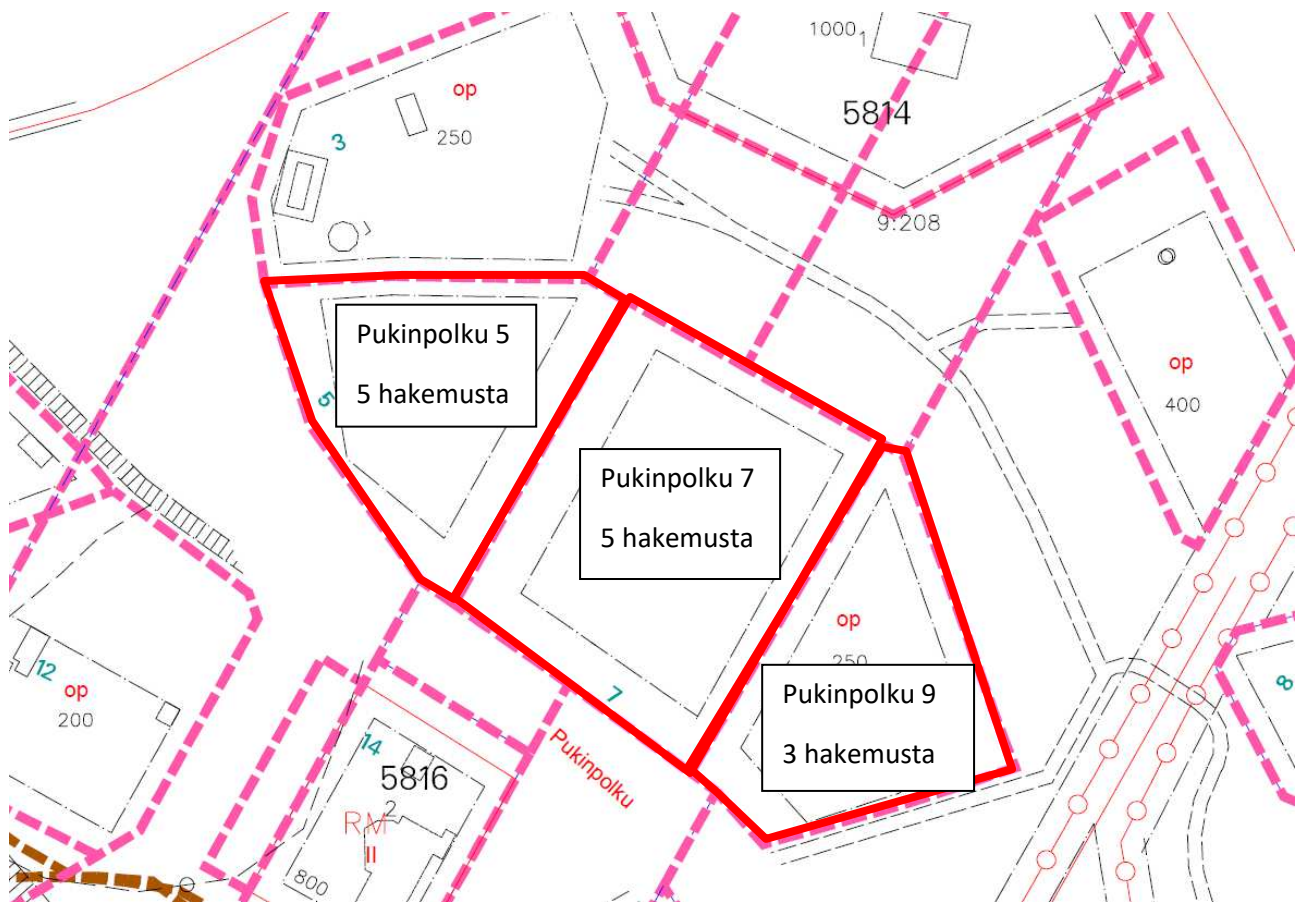 1000 1
op
5814
250
3
9:208
Pukinpolku 5
5 hakemusta
op
5
400
Pukinpolku 7
5 hakemusta
op
250
12
op
200
7
Pukinpolku 9
3 hakemusta
8
14
5816
2
Pukinpolku
RM
II
800